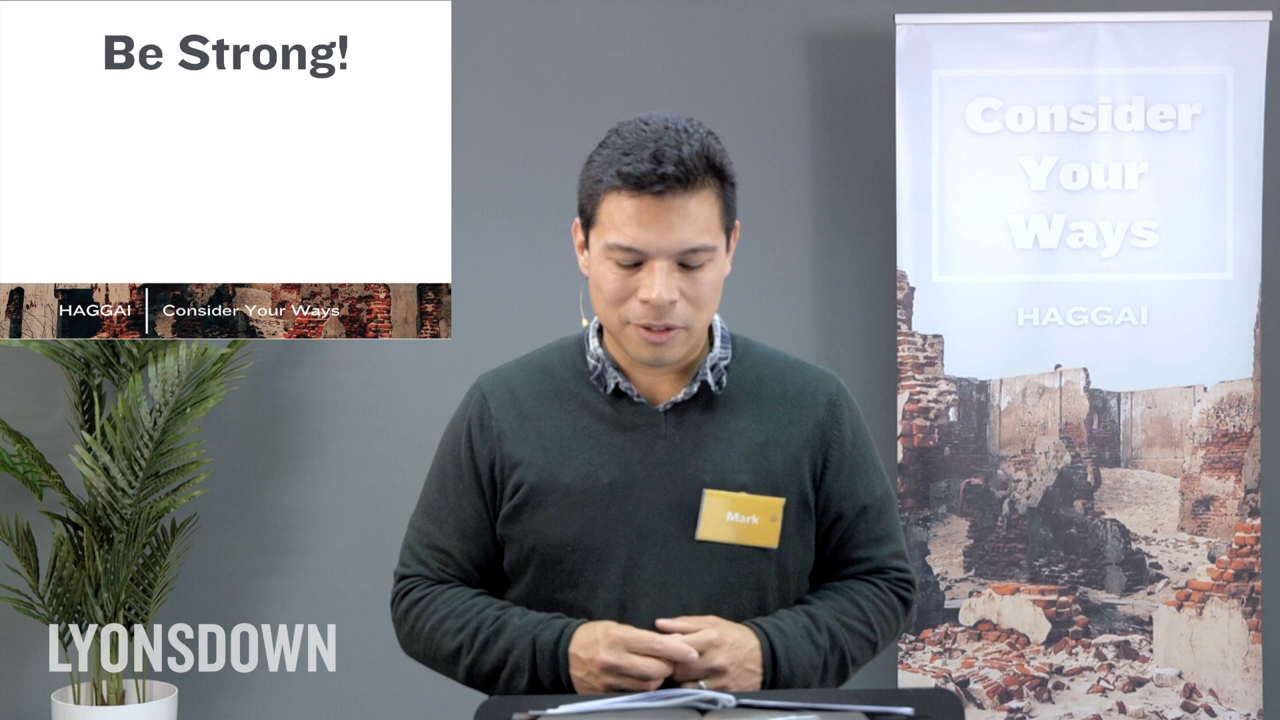 Be Strong!
HAGGAI | Consider Your Ways
Consider
Your
Ways
HAGGAI
Mark
LYONSDOWN